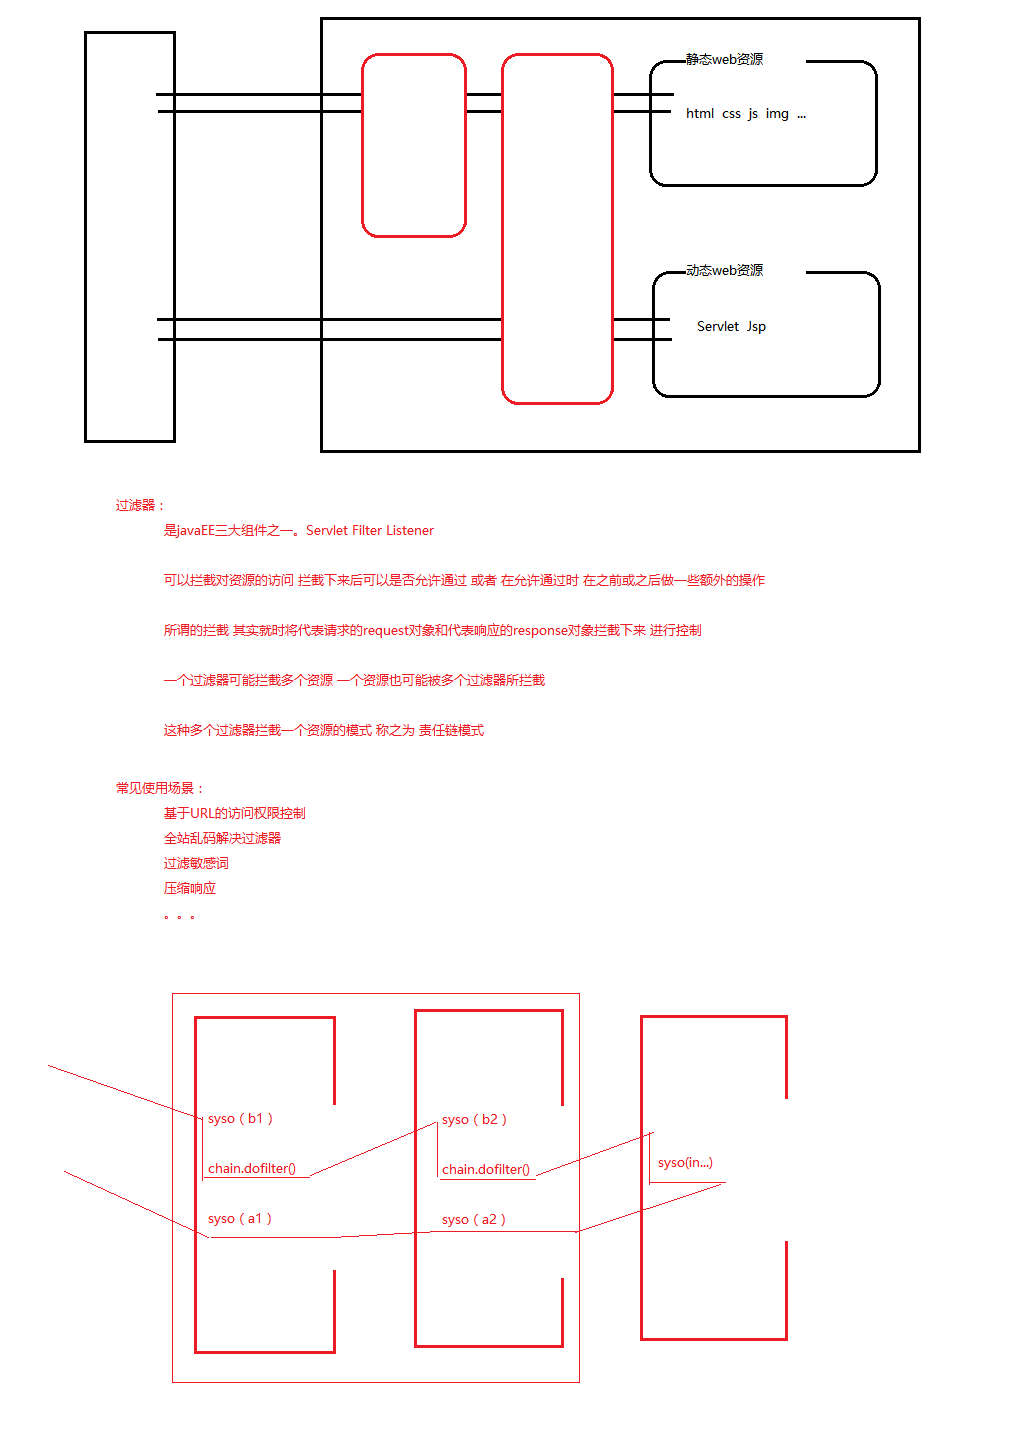 静态web资源
html css js img ...
动态web资源
Servlet Jsp
过滤器：
是javaEE三大组件之一。Servlet Filter Listener
可以拦截对资源的访问 拦截下来后可以是否允许通过 或者 在允许通过时 在之前或之后做一些额外的操作
所谓的拦截 其实就时将代表请求的request对象和代表响应的response对象拦截下来 进行控制
一个过滤器可能拦截多个资源 一个资源也可能被多个过滤器所拦截
这种多个过滤器拦截一个资源的模式 称之为 责任链模式
常见使用场景：
基于URL的访问权限控制
全站乱码解决过滤器
过滤敏感词
压缩响应
。。。
syso（b1）
chain.dofilter()
syso（a1）
syso（b2）
chain.dofilter()
syso（a2）
syso(in...)